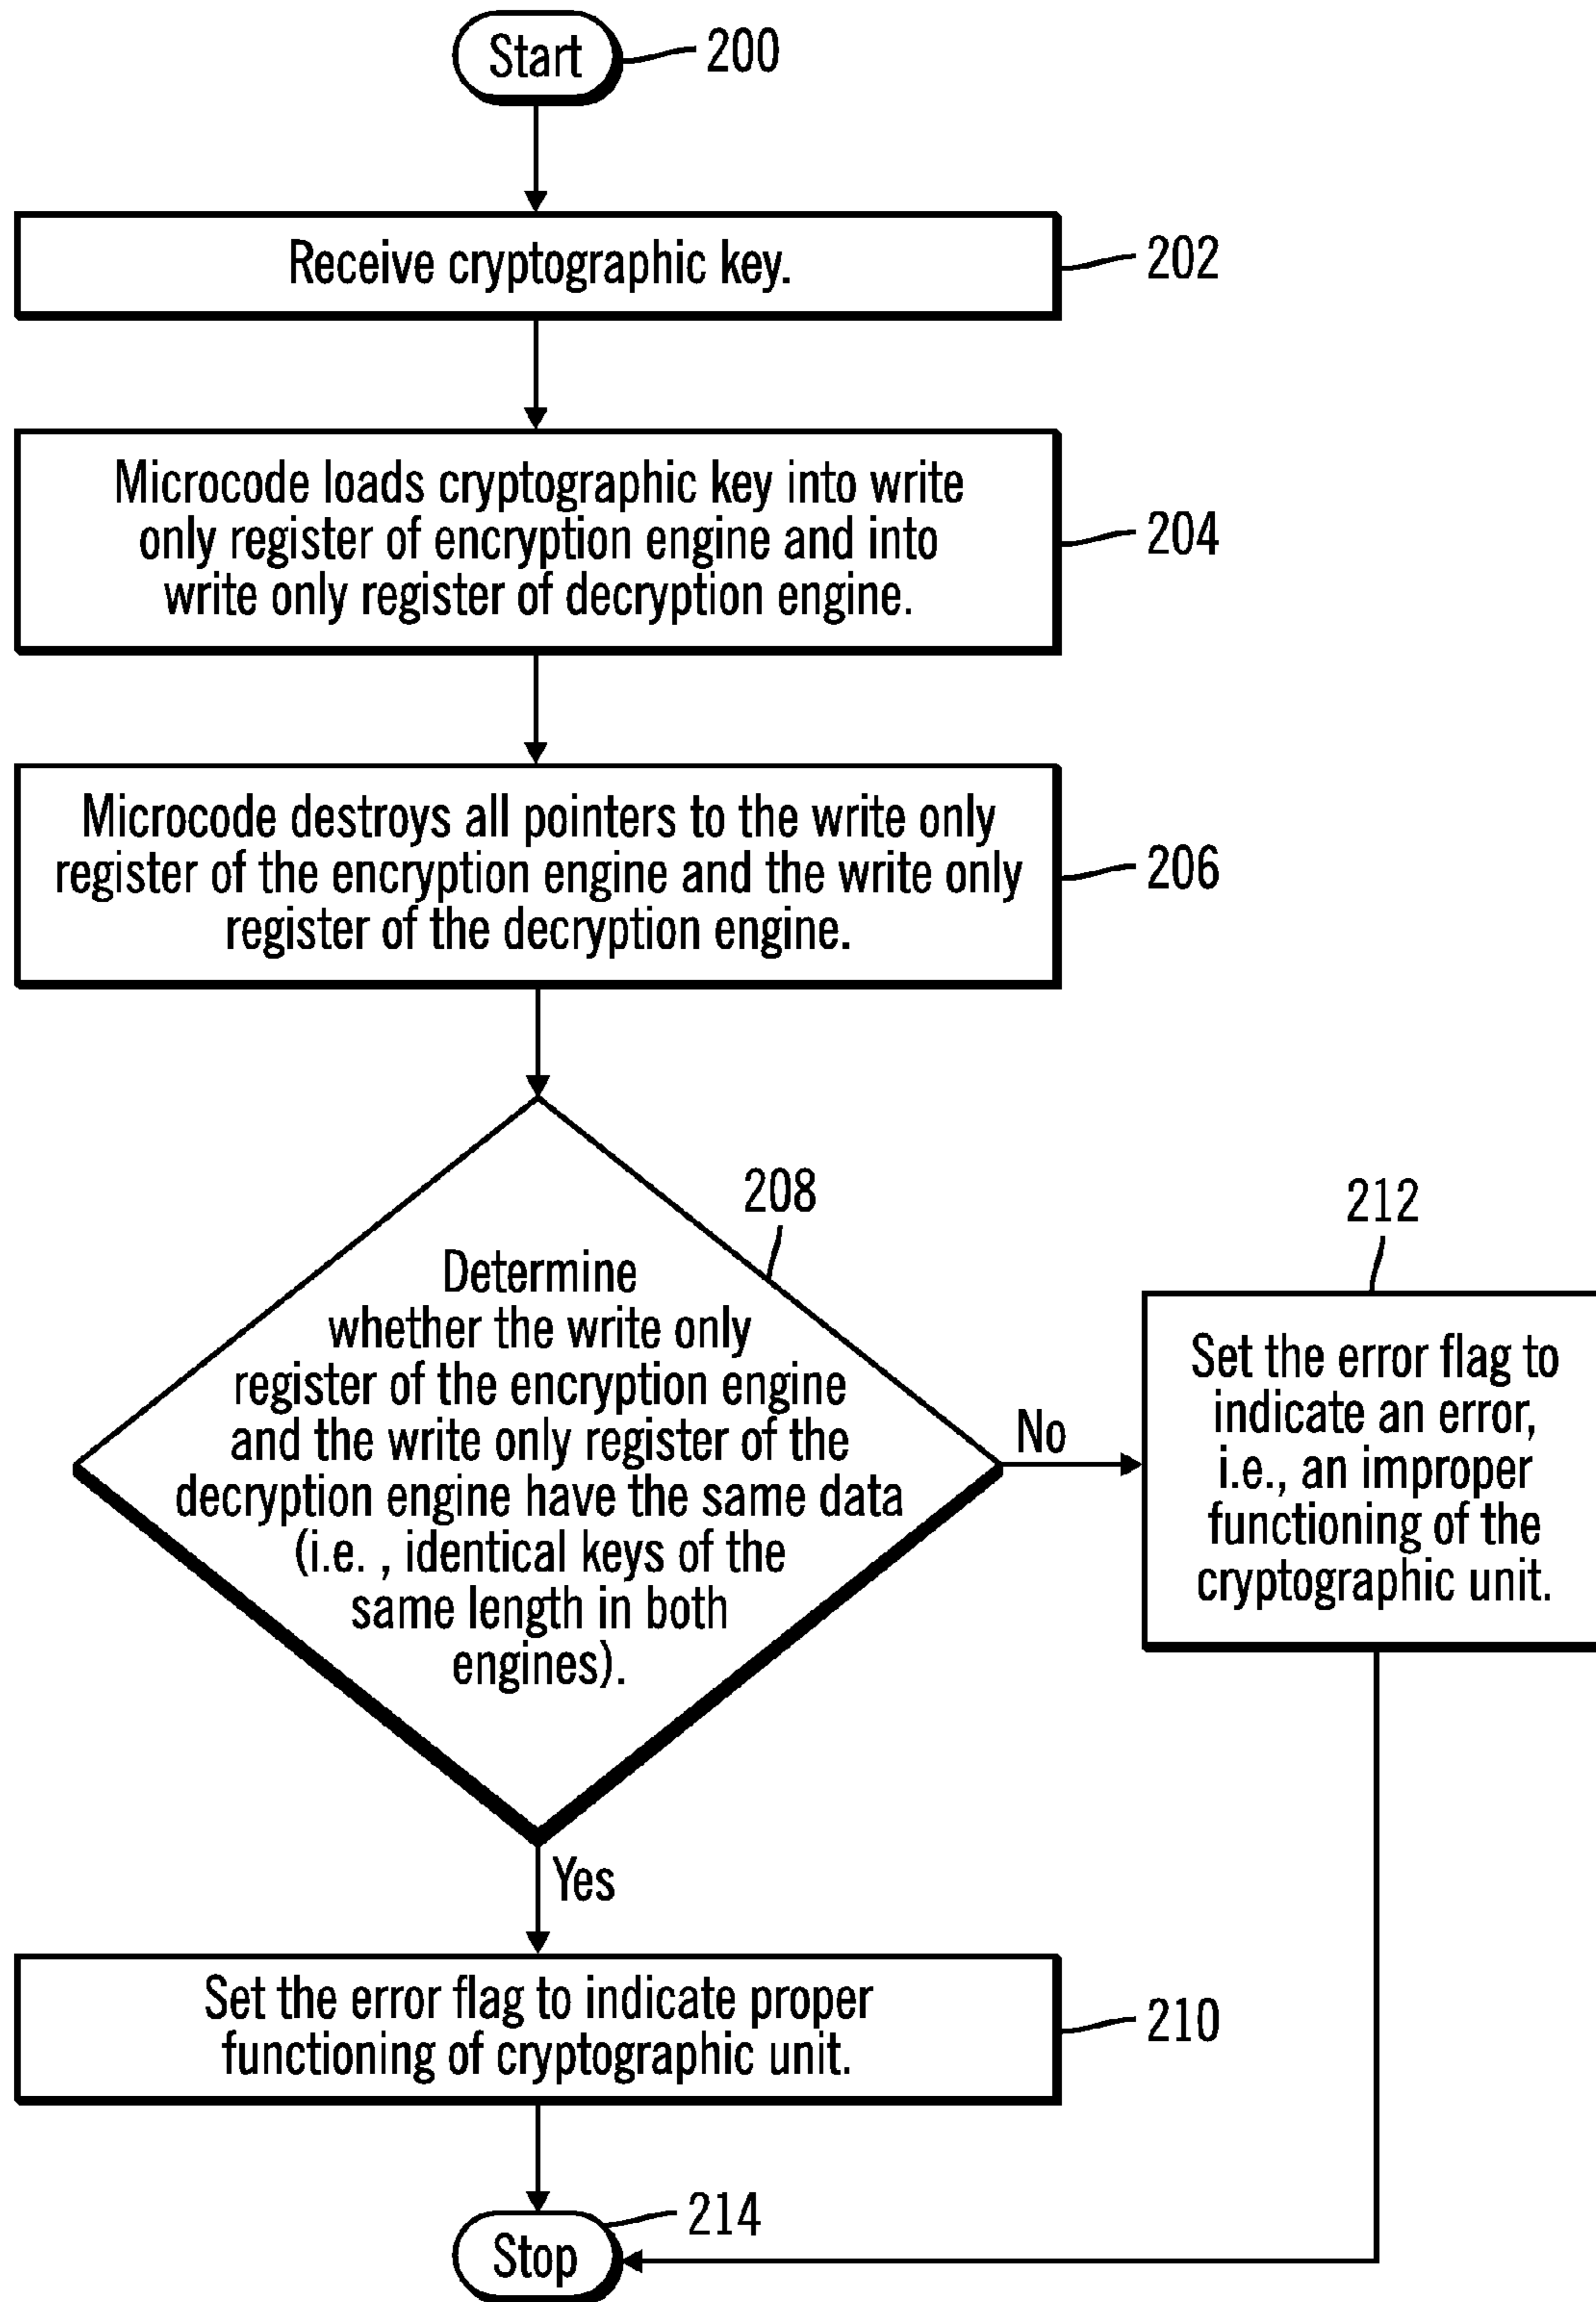 Start
200
Receive cryptographic key.
202
Microcode loads cryptographic key into write
only register of encryption engine and into
write only register of decryption engine.
204
Microcode destroys all pointers to the write only
register of the encryption engine and the write only
register of the decryption engine.
206
208
Determine
whether the write only
register of the encryption engine
and the write only register of the
decryption engine have the same data
(i.e. , identical keys of the
same length in both
engines).
No
212
Set the error flag to
indicate an error,
i.e., an improper
functioning of the
cryptographic unit.
Yes
Set the error flag to indicate proper
functioning of cryptographic unit.
210
214
Stop